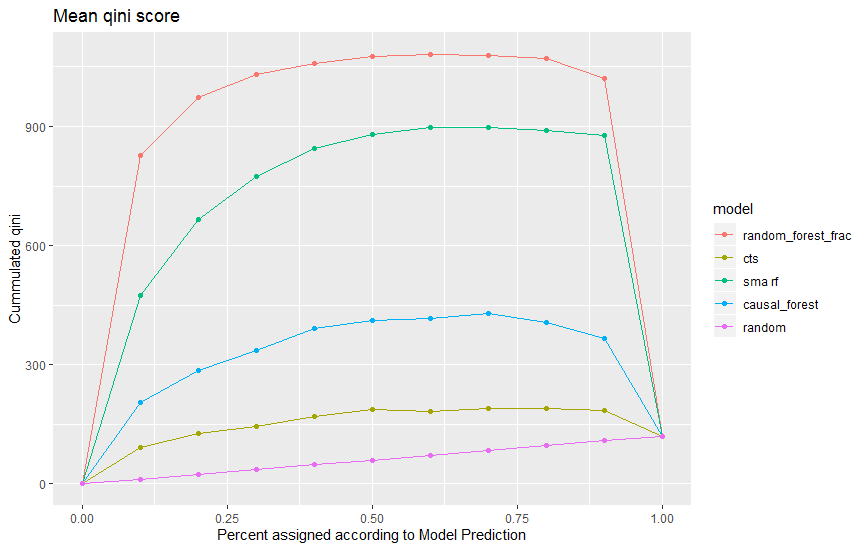 Mean qini score
Cummulated qini
900
600
300
0
0.00 0.25 0.50 0.75 1.00
Percent assigned according to Model Prediction
model
random_forest_frac
cts
sma rf
causal_forest
random